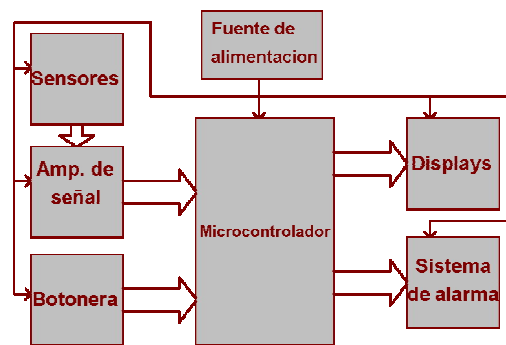 Fuente de
alimentacion
Sensores
Amp. de
señal
Displays
Microcontrolador
Botonera
Sistema
de alarma